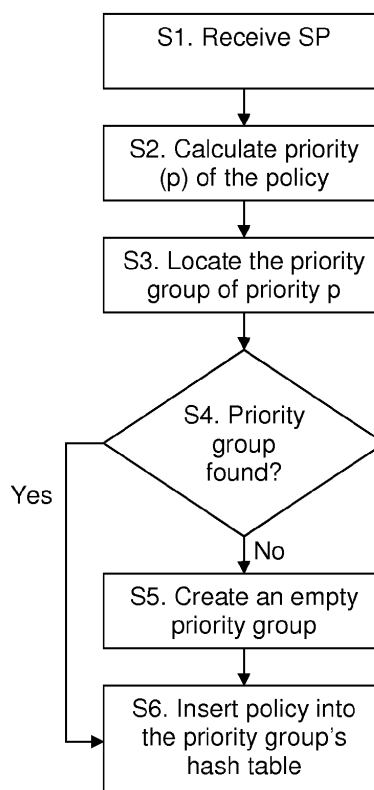 S1. Receive SP
S2. Calculate priority
(p) of the policy
S3. Locate the priority
group of priority p
S4. Priority
group
found?
Yes
No
S5. Create an empty
priority group
S6. Insert policy into
the priority group's
hash table